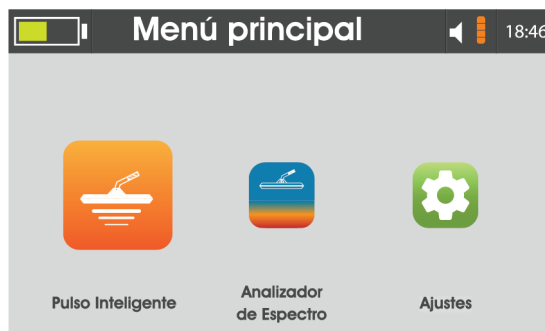 Menú principal
18:46
Pulso Inteligente
Analizador
de Espectro
Ajustes